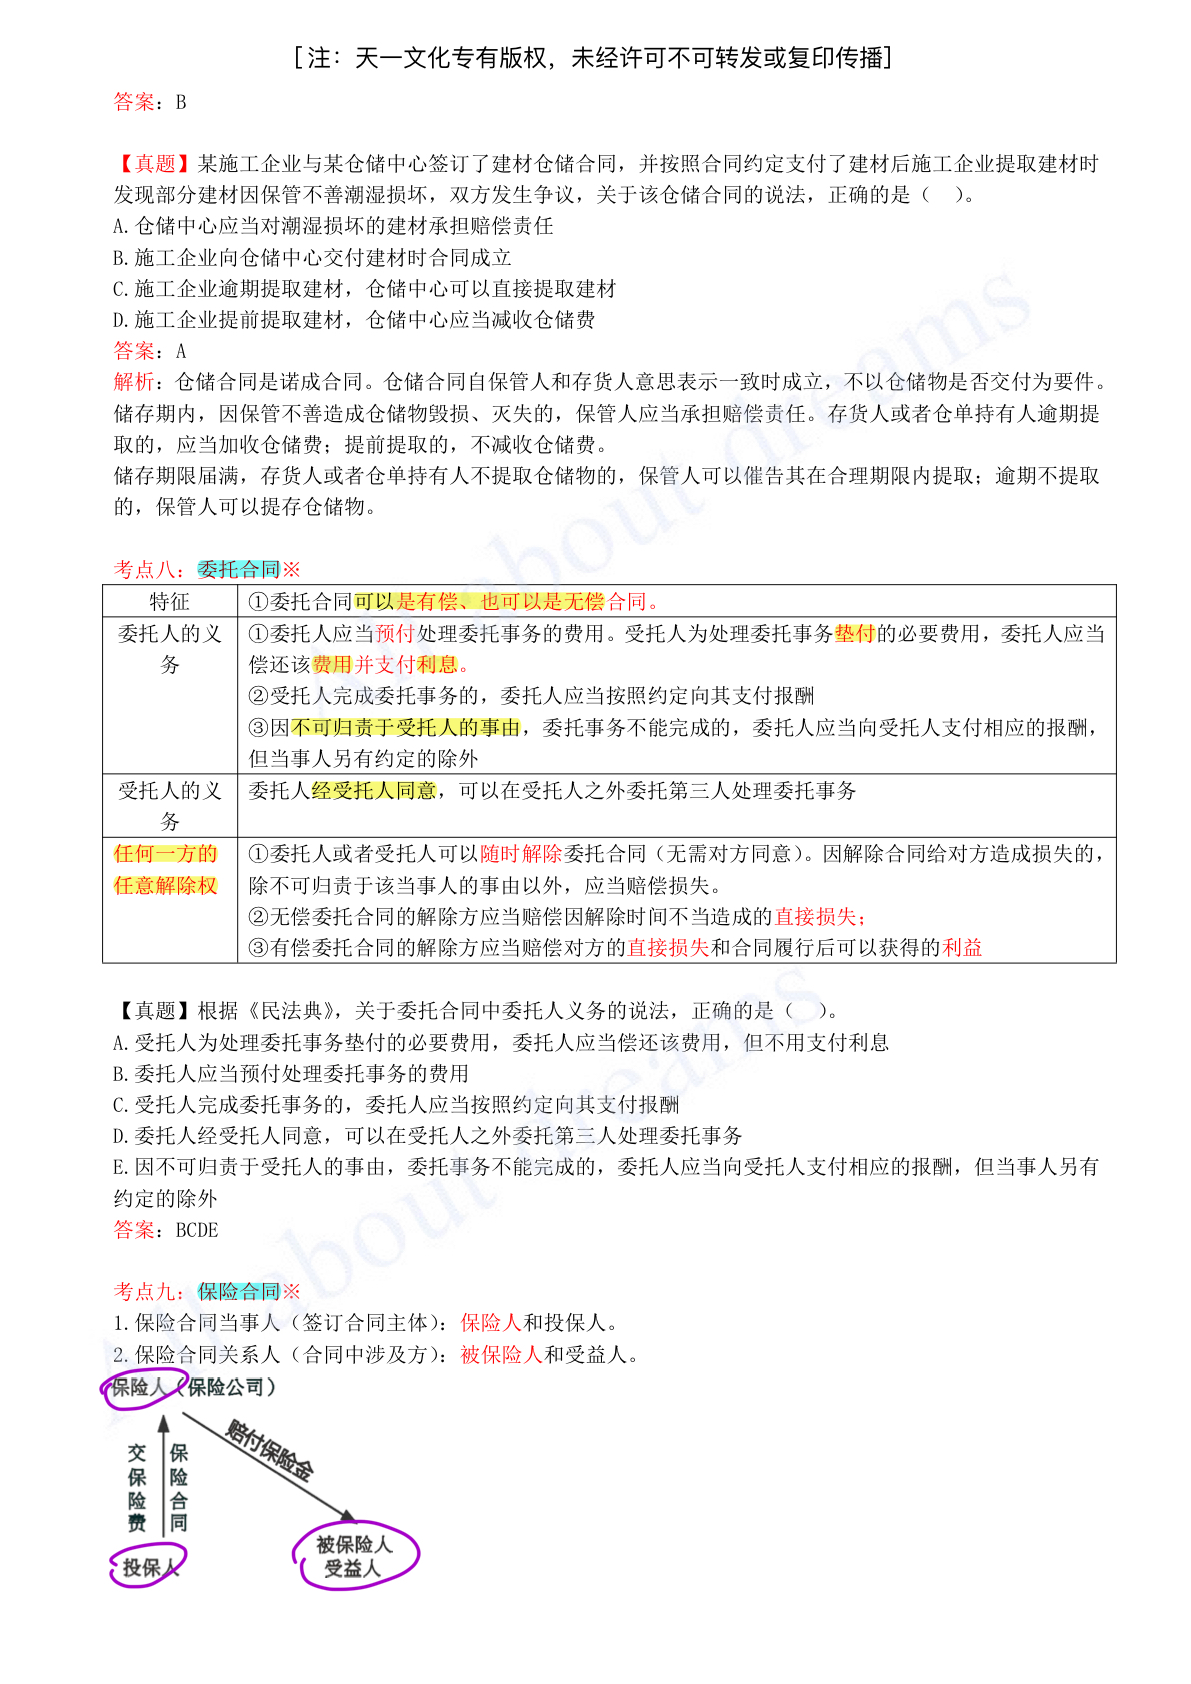 [注：天一文化专有版权，未经许可不可转发或复印传播]
答案：B
【真题】某施工企业与某仓储中心签订了建材仓储合同，并按照合同约定支付了建材后施工企业提取建材时
发现部分建材因保管不善潮湿损坏，双方发生争议，关于该仓储合同的说法，正确的是（ ）。
A.仓储中心应当对潮湿损坏的建材承担赔偿责任
B.施工企业向仓储中心交付建材时合同成立
C.施工企业逾期提取建材，仓储中心可以直接提取建材
D.施工企业提前提取建材，仓储中心应当减收仓储费
答案：A
解析：仓储合同是诺成合同。仓储合同自保管人和存货人意思表示一致时成立，不以仓储物是否交付为要件。
储存期内，因保管不善造成仓储物毁损、灭失的，保管人应当承担赔偿责任。存货人或者仓单持有人逾期提
取的，应当加收仓储费；提前提取的，不减收仓储费。
储存期限届满，存货人或者仓单持有人不提取仓储物的，保管人可以催告其在合理期限内提取；逾期不提取
的，保管人可以提存仓储物。
考点八：委托合同※
特征 ①委托合同可以是有偿、也可以是无偿合同。
委托人的义务 ①委托人应当预付处理委托事务的费用。受托人为处理委托事务垫付的必要费用，委托人应当
偿还该费用并支付利息。
②受托人完成委托事务的，委托人应当按照约定向其支付报酬
③因不可归责于受托人的事由，委托事务不能完成的，委托人应当向受托人支付相应的报酬，
但当事人另有约定的除外
受托人的义务 委托人经受托人同意，可以在受托人之外委托第三人处理委托事务
任何一方的任意解除权 ①委托人或者受托人可以随时解除委托合同（无需对方同意）。因解除合同给对方造成损失的，
除不可归责于该当事人的事由以外，应当赔偿损失。
②无偿委托合同的解除方应当赔偿因解除时间不当造成的直接损失；
③有偿委托合同的解除方应当赔偿对方的直接损失和合同履行后可以获得的利益
【真题】根据《民法典》，关于委托合同中委托人义务的说法，正确的是（ ）。
A.受托人为处理委托事务垫付的必要费用，委托人应当偿还该费用，但不用支付利息
B.委托人应当预付处理委托事务的费用
C.受托人完成委托事务的，委托人应当按照约定向其支付报酬
D.委托人经受托人同意，可以在受托人之外委托第三人处理委托事务
E.因不可归责于受托人的事由，委托事务不能完成的，委托人应当向受托人支付相应的报酬，但当事人另有
约定的除外
答案：BCDE
考点九：保险合同※
1.保险合同当事人（签订合同主体）：保险人和投保人。
2.保险合同关系人（合同中涉及方）：被保险人和受益人。
保险人（保险公司）
赔付保险金
交保险费
保险合同
被保险人
受益人
投保人
All about dreams
All about dreams